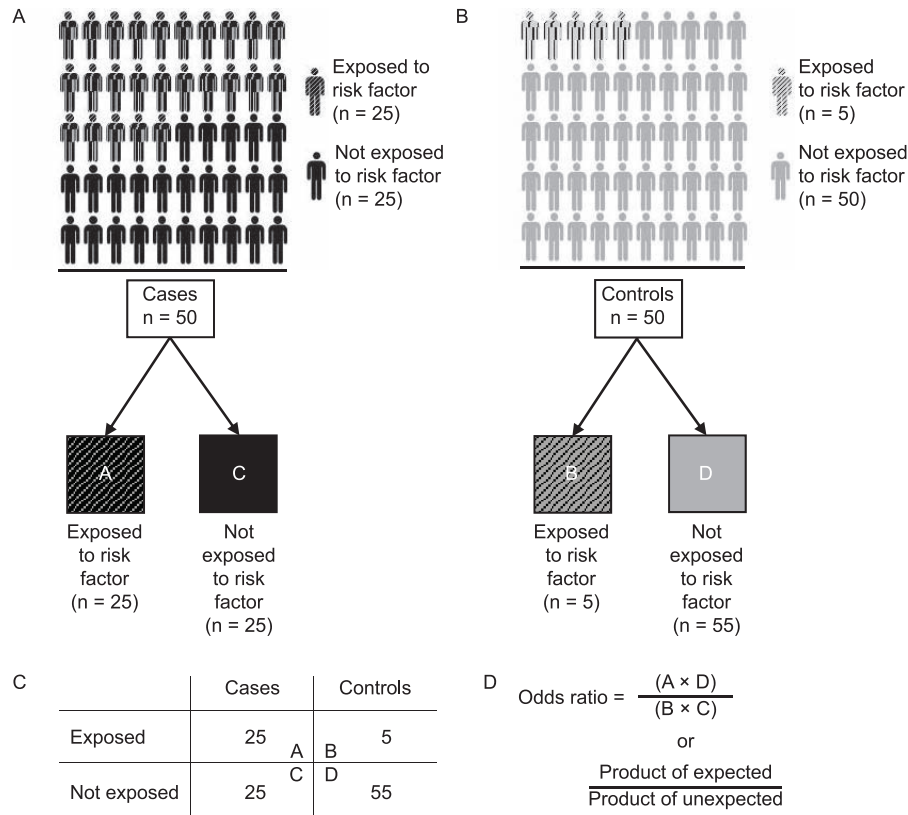 A
Exposed to
risk factor
(n = 25)
Not exposed
to risk factor
(n = 25)
Cases
n = 50
A
C
Exposed
to risk
factor
(n = 25)
Not
exposed
to risk
factor
(n = 25)
B
Exposed
to risk factor
(n = 5)
Not exposed
to risk factor
(n = 50)
Controls
n = 50
B
D
Exposed
to risk
factor
(n = 5)
Not
exposed
to risk
factor
(n = 55)
C
Cases Controls
Exposed 25 A B 5
Not exposed 25 C D 55
D
Odds ratio = (A × D)
(B × C)
or
Product of expected
Product of unexpected